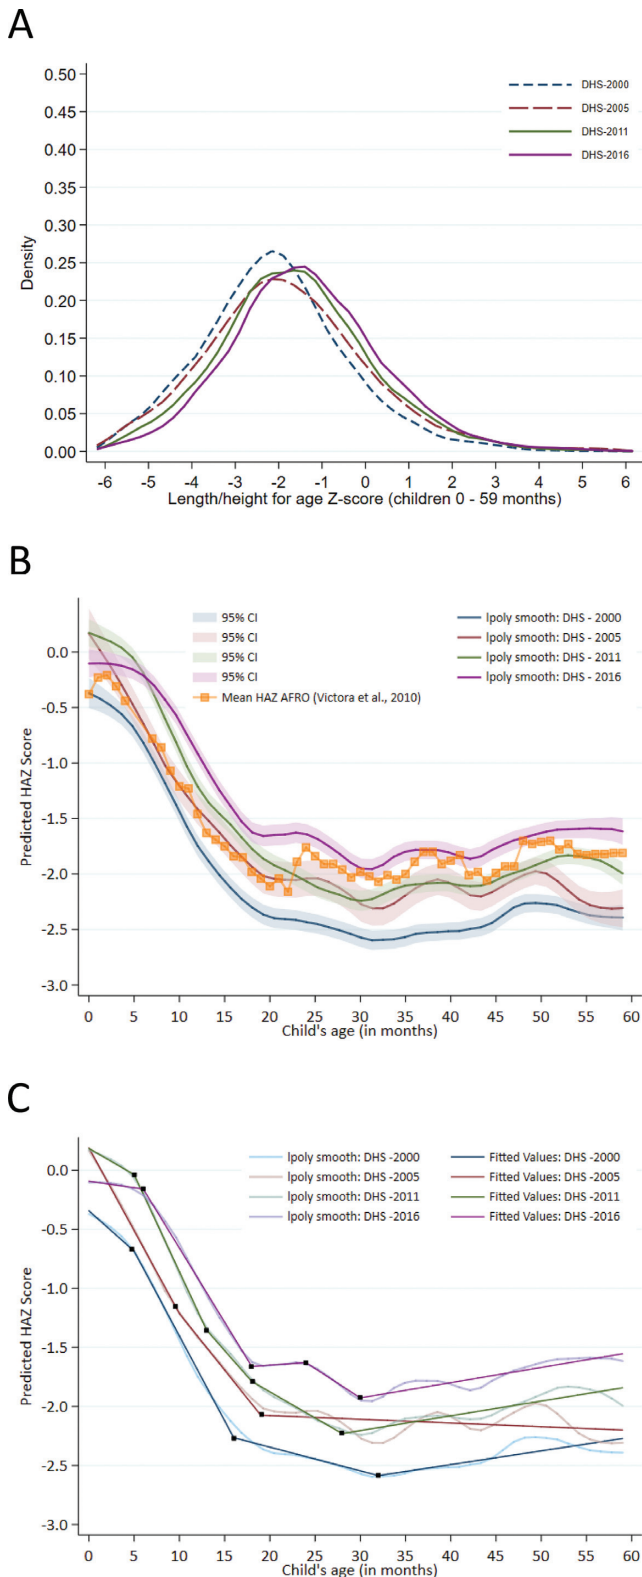 A
0.50
0.45
0.40
0.35
0.30
0.25
0.20
0.15
0.10
0.05
0.00
Density
DHS-2000
DHS-2005
DHS-2011
DHS-2016
-6 -5 -4 -3 -2 -1 0 1 2 3 4 5 6
Length/height for age Z-score (children 0 - 59 months)
B
0.0
-0.5
-1.0
-1.5
-2.0
-2.5
-3.0
Predicted HAZ Score
95% CI lpoly smooth: DHS - 2000
95% CI lpoly smooth: DHS - 2005
95% CI lpoly smooth: DHS - 2011
95% CI lpoly smooth: DHS - 2016
Mean HAZ AFRO (Victora et al., 2010)
0 5 10 15 20 25 30 35 40 45 50 55 60
Child's age (in months)
C
0.0
-0.5
-1.0
-1.5
-2.0
-2.5
-3.0
Predicted HAZ Score
lpoly smooth: DHS -2000 Fitted Values: DHS -2000
lpoly smooth: DHS -2005 Fitted Values: DHS -2005
lpoly smooth: DHS -2011 Fitted Values: DHS -2011
lpoly smooth: DHS -2016 Fitted Values: DHS -2016
0 5 10 15 20 25 30 35 40 45 50 55 60
Child's age (in months)